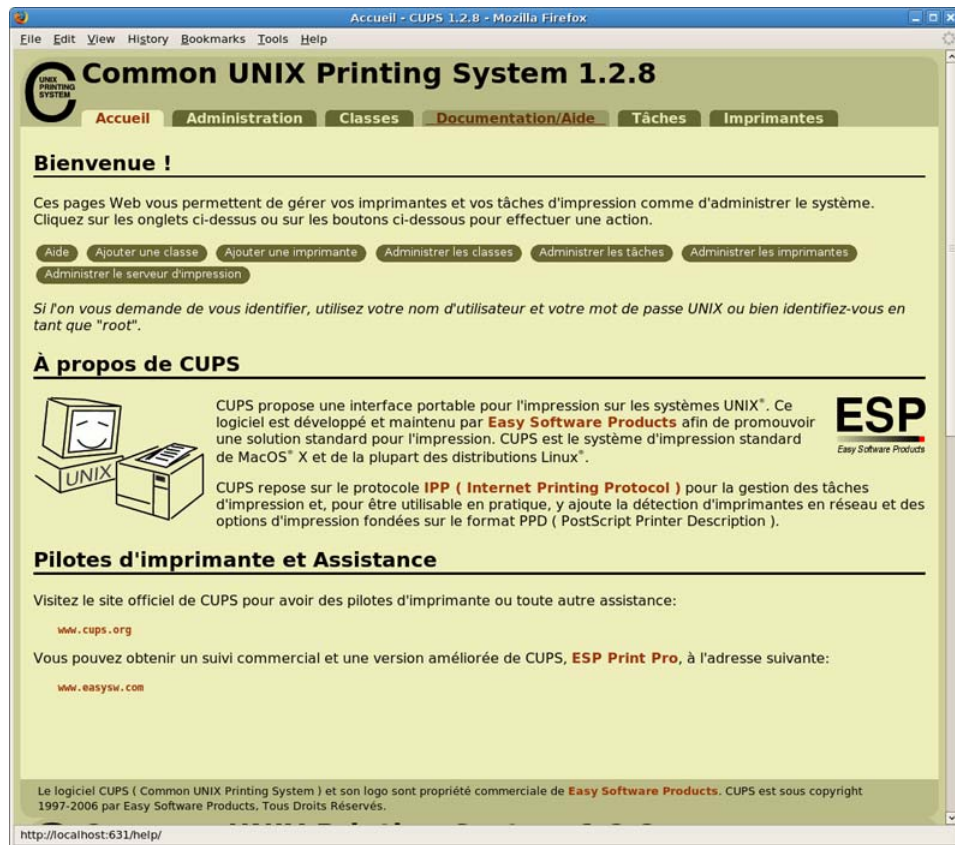 Accueil - CUPS 1.2.8 - Mozilla Firefox
File Edit View History Bookmarks Tools Help
UNIX
PRINTING
SYSTEM
Common UNIX Printing System 1.2.8
Accueil Administration Classes Documentation/Aide Tâches Imprimantes
Bienvenue !
Ces pages Web vous permettent de gérer vos imprimantes et vos tâches d'impression comme d'administrer le système.
Cliquez sur les onglets ci-dessus ou sur les boutons ci-dessous pour effectuer une action.
Aide Ajouter une classe Ajouter une imprimante Administrer les classes Administrer les tâches Administrer les imprimantes
Administrer le serveur d'impression
Si l'on vous demande de vous identifier, utilisez votre nom d'utilisateur et votre mot de passe UNIX ou bien identifiez-vous en
tant que "root".
À propos de CUPS
UNIX
CUPS propose une interface portable pour l'impression sur les systèmes UNIX®. Ce
logiciel est développé et maintenu par Easy Software Products afin de promouvoir
une solution standard pour l'impression. CUPS est le système d'impression standard
de MacOS® X et de la plupart des distributions Linux®.
ESP
Easy Software Products
CUPS repose sur le protocole IPP ( Internet Printing Protocol ) pour la gestion des tâches
d'impression et, pour être utilisable en pratique, y ajoute la détection d'imprimantes en réseau et des
options d'impression fondées sur le format PPD ( PostScript Printer Description ).
Pilotes d'imprimante et Assistance
Visitez le site officiel de CUPS pour avoir des pilotes d'imprimante ou toute autre assistance:
www.cups.org
Vous pouvez obtenir un suivi commercial et une version améliorée de CUPS, ESP Print Pro, à l'adresse suivante:
www.easysw.com
Le logiciel CUPS ( Common UNIX Printing System ) et son logo sont propriété commerciale de Easy Software Products. CUPS est sous copyright
1997-2006 par Easy Software Products, Tous Droits Réservés.
http://localhost:631/help/